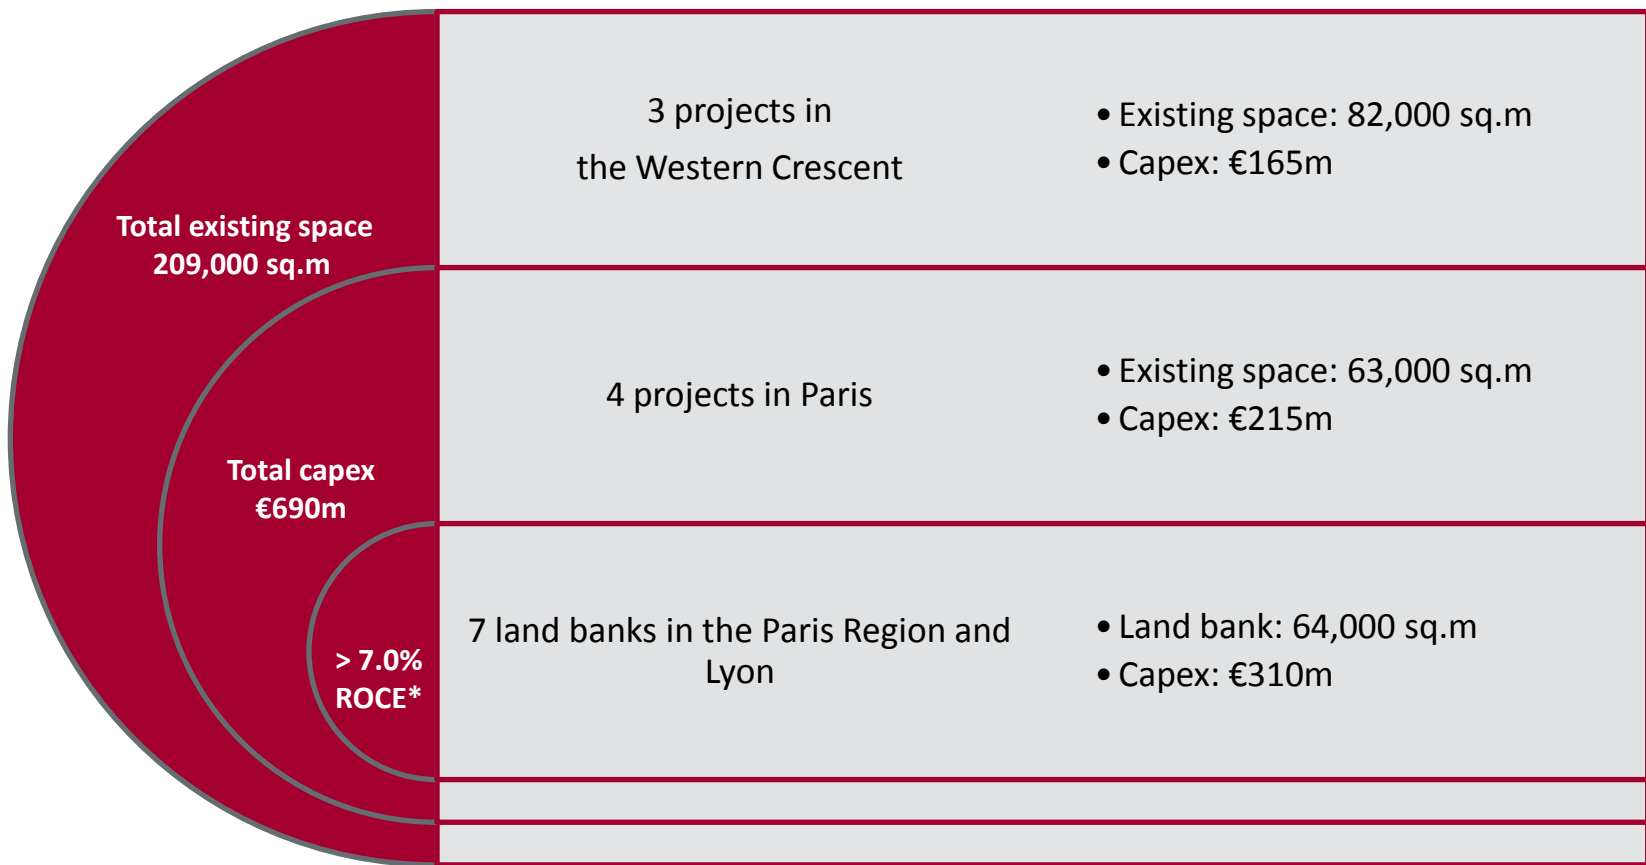 Total existing space
209,000 sq.m
Total capex
€690m
> 7.0%
ROCE*
3 projects in
the Western Crescent
• Existing space: 82,000 sq.m
• Capex: €165m
4 projects in Paris
• Existing space: 63,000 sq.m
• Capex: €215m
7 land banks in the Paris Region and
Lyon
• Land bank: 64,000 sq.m
• Capex: €310m